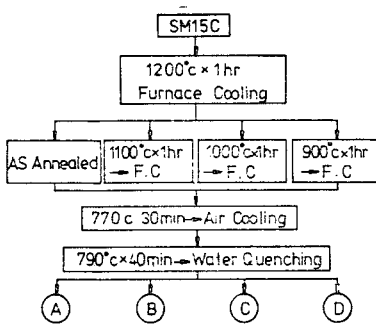 SM15C
1200°c × 1hr
Furnace Cooling
AS Annealed
1100°c×1hr
→ F.C
1000°c×1hr
→ F.C
900°c×1hr
→ F.C
770 c 30min → Air Cooling
790°c×40min → Water Quenching
A B C D